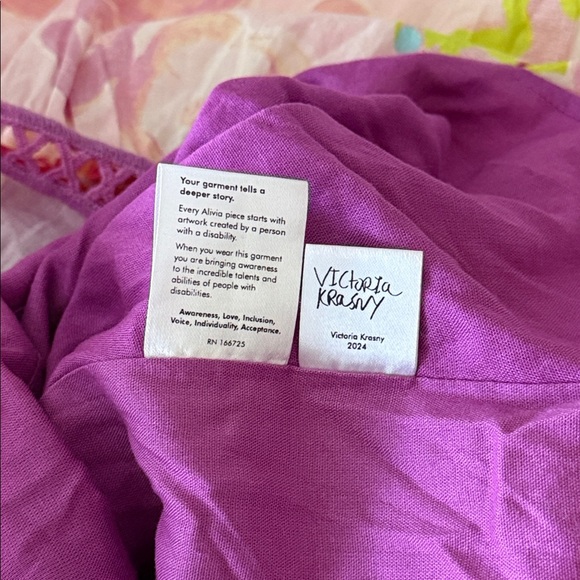 Your garment tells a
deeper story.
Every Alivia piece starts with
artwork created by a person
with a disability.
When you wear this garment
you are bringing awareness
to the incredible talents and
abilities of people with
disabilities.
Awareness, Love, Inclusion,
Voice, Individuality, Acceptance.
RN 166725
VICtoRIA
KRASNY
Victoria Krasny
2024